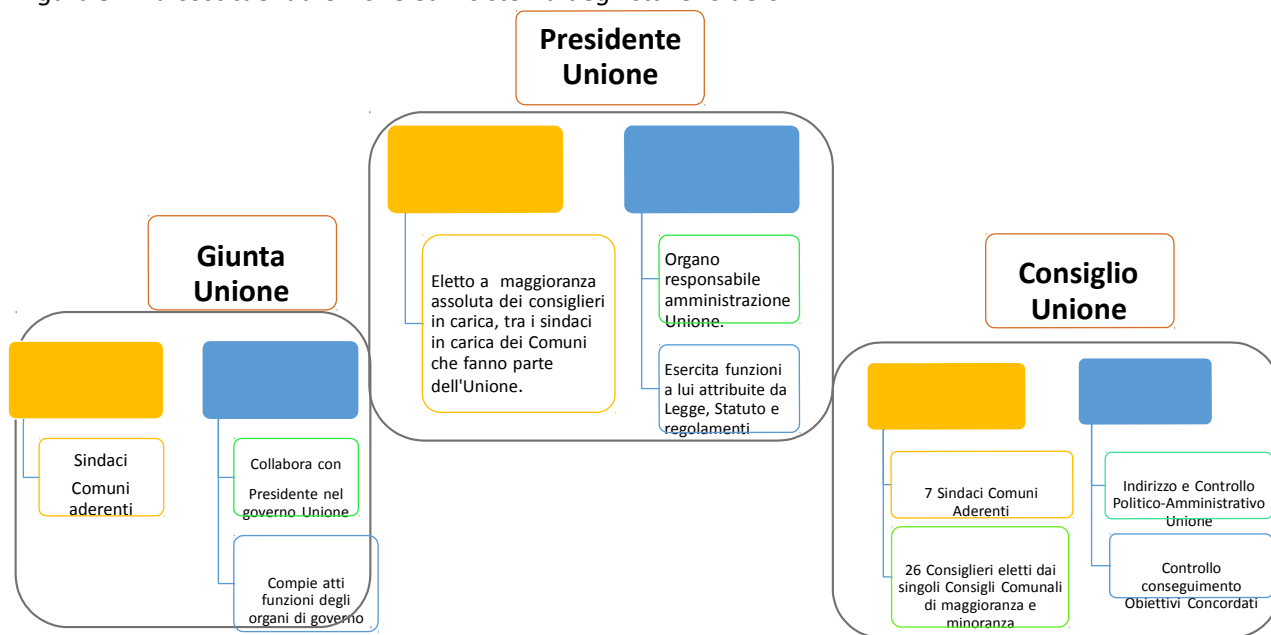 Presidente
Unione
Eletto a maggioranza
assoluta dei consiglieri
in carica, tra i sindaci
in carica dei Comuni
che fanno parte
dell'Unione.
Organo
responsabile
amministrazione
Unione.
Esercita funzioni
a lui attribuite da
Legge, Statuto e
regolamenti
Giunta
Unione
Sindaci
Comuni
aderenti
Collabora con
Presidente nel
governo Unione
Compie atti
funzioni degli
organi di governo
Consiglio
Unione
7 Sindaci Comuni
Aderenti
26 Consiglieri eletti dai
singoli Consigli Comunali
di maggioranza e
minoranza
Indirizzo e Controllo
Politico-Amministrativo
Unione
Controllo
conseguimento
Obiettivi Concordati